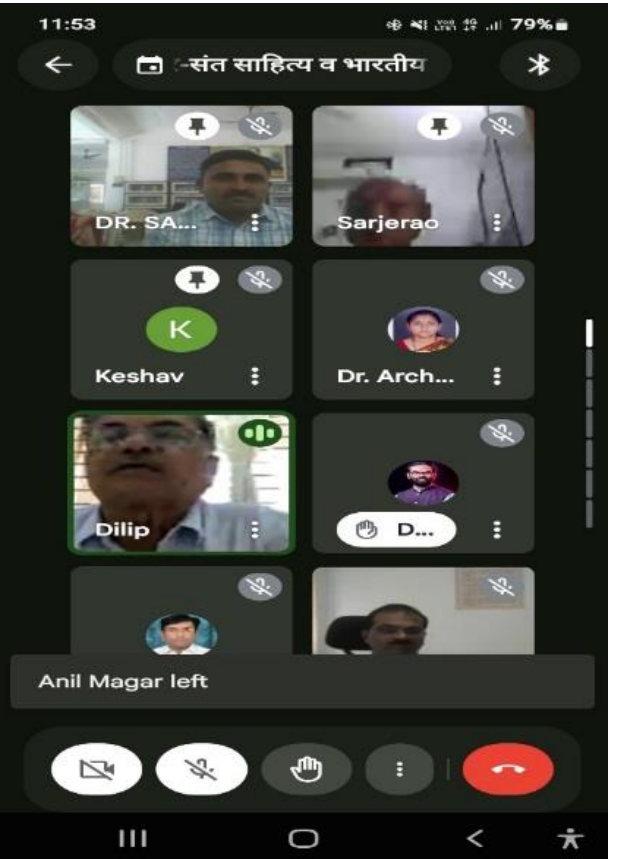 11:53 79%
-संत साहित्य व भारतीय
DR. SA... Sarjerao
K
Keshav Dr. Arch...
Dilip D...
Anil Magar left